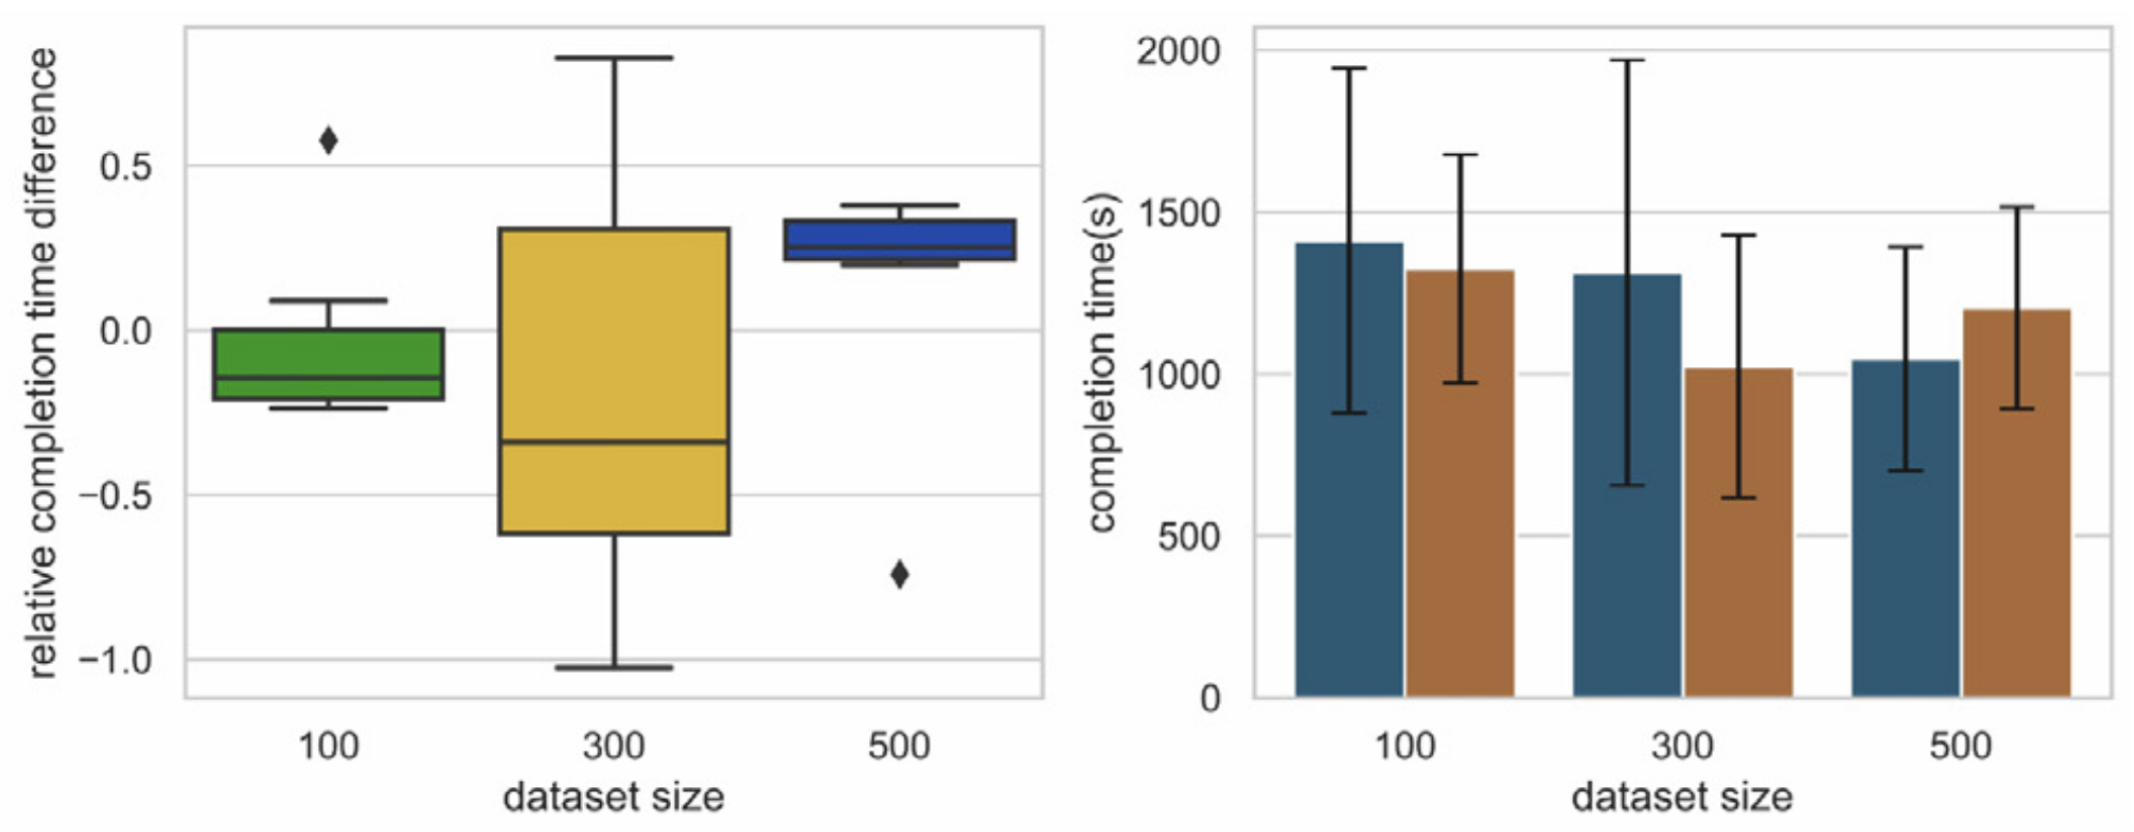 relative completion time difference
0.5
0.0
−0.5
−1.0
100 300 500
dataset size
completion time(s)
2000
1500
1000
500
0
100 300 500
dataset size